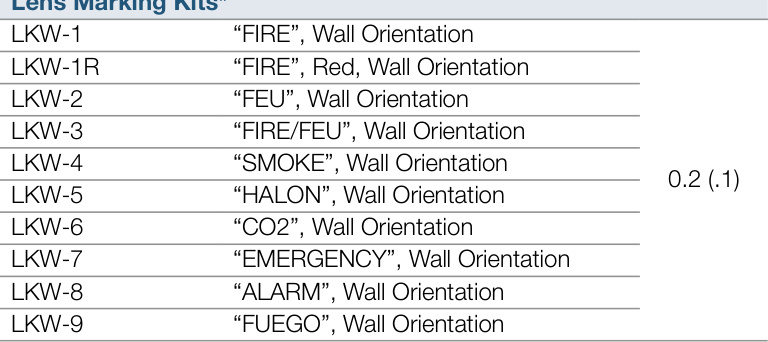 Lens Marking Kits*
LKW-1 “FIRE”, Wall Orientation
LKW-1R “FIRE”, Red, Wall Orientation
LKW-2 “FEU”, Wall Orientation
LKW-3 “FIRE/FEU”, Wall Orientation
LKW-4 “SMOKE”, Wall Orientation
0.2 (.1)
LKW-5 “HALON”, Wall Orientation
LKW-6 “CO2”, Wall Orientation
LKW-7 “EMERGENCY”, Wall Orientation
LKW-8 “ALARM”, Wall Orientation
LKW-9 “FUEGO”, Wall Orientation